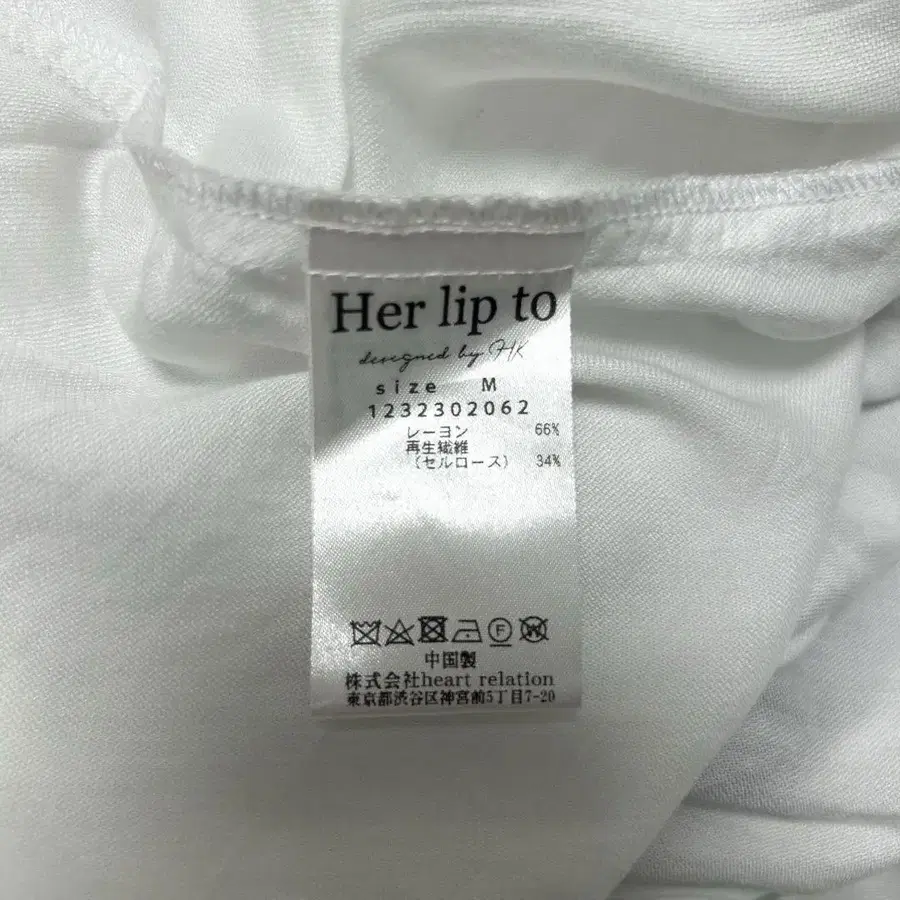 Her lip to
designed by HK
size M
1232302062
レーヨン 66%
再生繊維
(セルロース) 34%
中国製
株式会社heart relation
東京都渋谷区神宮前5丁目7-20